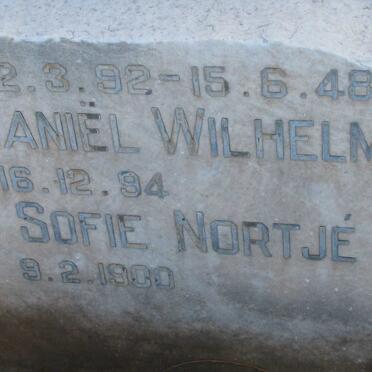 2.3.92-15.6.48
ANIËL WILHELM
16.12.94
SOFIE NORTJÉ
9.2.1900